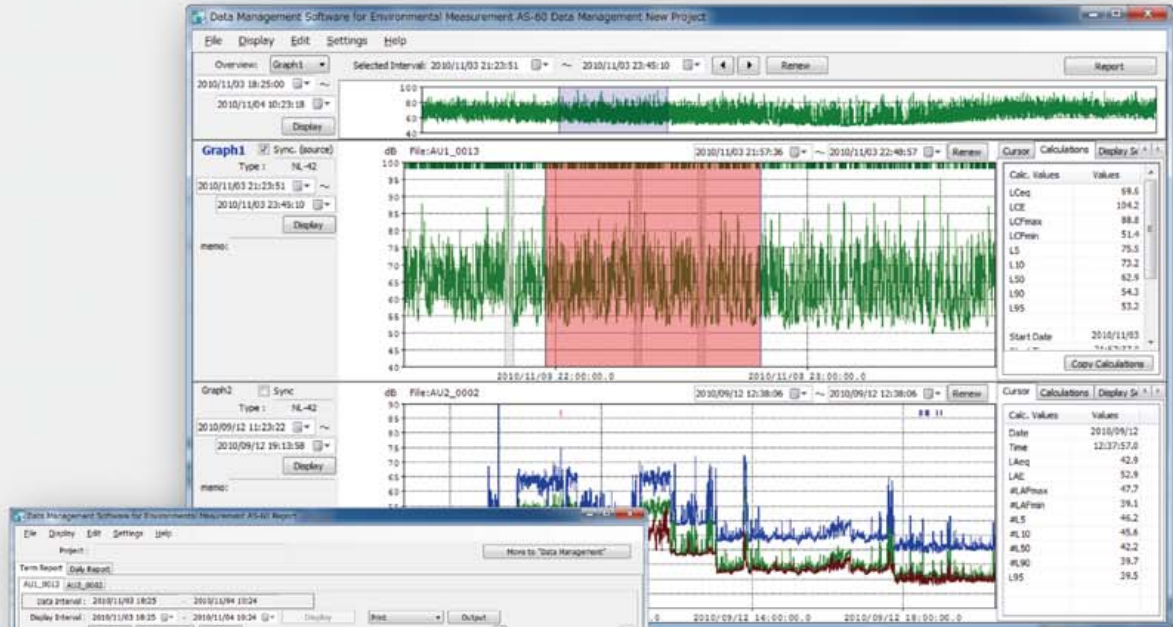 Data Management Software for Environmental Measurement AS-60 Data Management New Project
File Display Edit Settings Help
Overview: Graph1 Selected Interval: 2010/11/03 21:23:51 ~ 2010/11/03 23:45:10 Renew Report
2010/11/03 18:25:00 ~
2010/11/04 10:23:18
Display
100
80
60
40
Graph1 Sync. (source) dB File:AU1_0013 2010/11/03 21:57:36 ~ 2010/11/03 22:48:57 Renew Cursor Calculations
Type : NL-42
2010/11/03 21:23:51 ~
2010/11/03 23:45:10
Display
memo:
100
95
90
85
80
75
70
65
60
55
50
45
40
2010/11/03 22:00:00.0 2010/11/03 23:00:00.0
Calc. Values Values
LCeq 69.6
LCE 104.2
LCFmax 88.8
LCFmin 51.4
L5 75.5
L10 73.2
L50 62.9
L90 54.3
L95 53.2
Start Date 2010/11/03
Copy Calculations
Graph2 Sync dB File:AU2_0002 2010/09/12 12:38:06 ~ 2010/09/12 12:38:06 Renew Cursor Calculations
Type : NL-42
2010/09/12 11:23:22 ~
2010/09/12 19:13:58
Display
memo:
90
85
80
75
70
65
60
Calc. Values Values
Date 2010/09/12
Time 12:37:57.0
LAeq 42.9
LAE 52.9
#LAFmax 47.7
#LAFmin 39.1
#L5 46.2
#L10 45.6
#L50 42.2
#L90 39.7
L95 39.5
2010/09/12 14:00:00.0 2010/09/12 18:00:00.0
Data Management Software for Environmental Measurement AS-60 Report
File Display Edit Settings Help
Project : Move to "Data Management"
Term Report Daily Report
AU1_0013 AU2_0002
Data Interval : 2010/11/03 18:25 - 2010/11/04 10:24
Display Interval : 2010/11/03 18:25 - 2010/11/04 10:24 Display Print Output